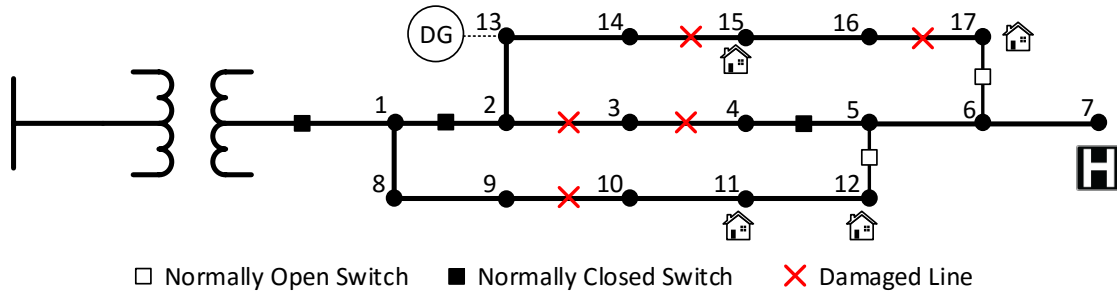 DG 13 14 15 16 17
1 2 3 4 5 6 7
H
8 9 10 11 12
Normally Open Switch Normally Closed Switch Damaged Line